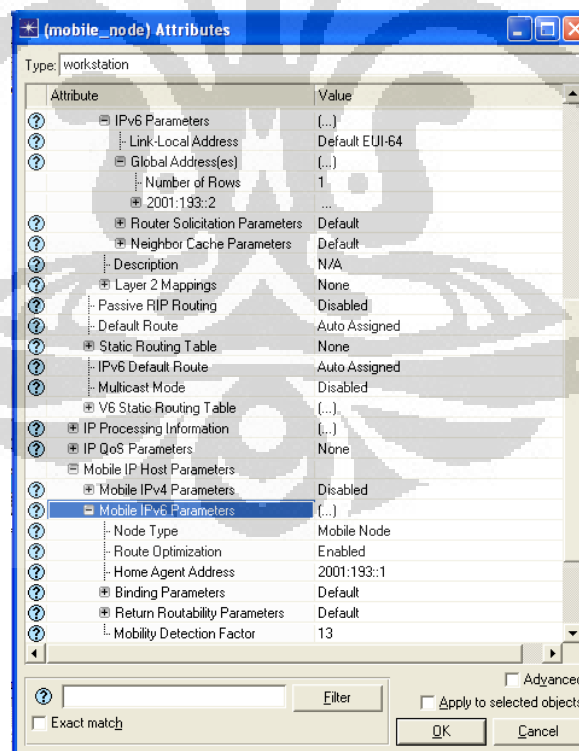 (mobile_node) Attributes
Type: workstation
Attribute Value
IPv6 Parameters (...)
Link-Local Address Default EUI-64
Global Address(es) (...)
Number of Rows 1
2001:193::2 ...
Router Solicitation Parameters Default
Neighbor Cache Parameters Default
Description N/A
Layer 2 Mappings None
Passive RIP Routing Disabled
Default Route Auto Assigned
Static Routing Table None
IPv6 Default Route Auto Assigned
Multicast Mode Disabled
V6 Static Routing Table (...)
IP Processing Information (...)
IP QoS Parameters None
Mobile IP Host Parameters
Mobile IPv4 Parameters Disabled
Mobile IPv6 Parameters (...)
Node Type Mobile Node
Route Optimization Enabled
Home Agent Address 2001:193::1
Binding Parameters Default
Return Routability Parameters Default
Mobility Detection Factor 13
Advanced
Filter
Apply to selected objects
Exact match
OK Cancel